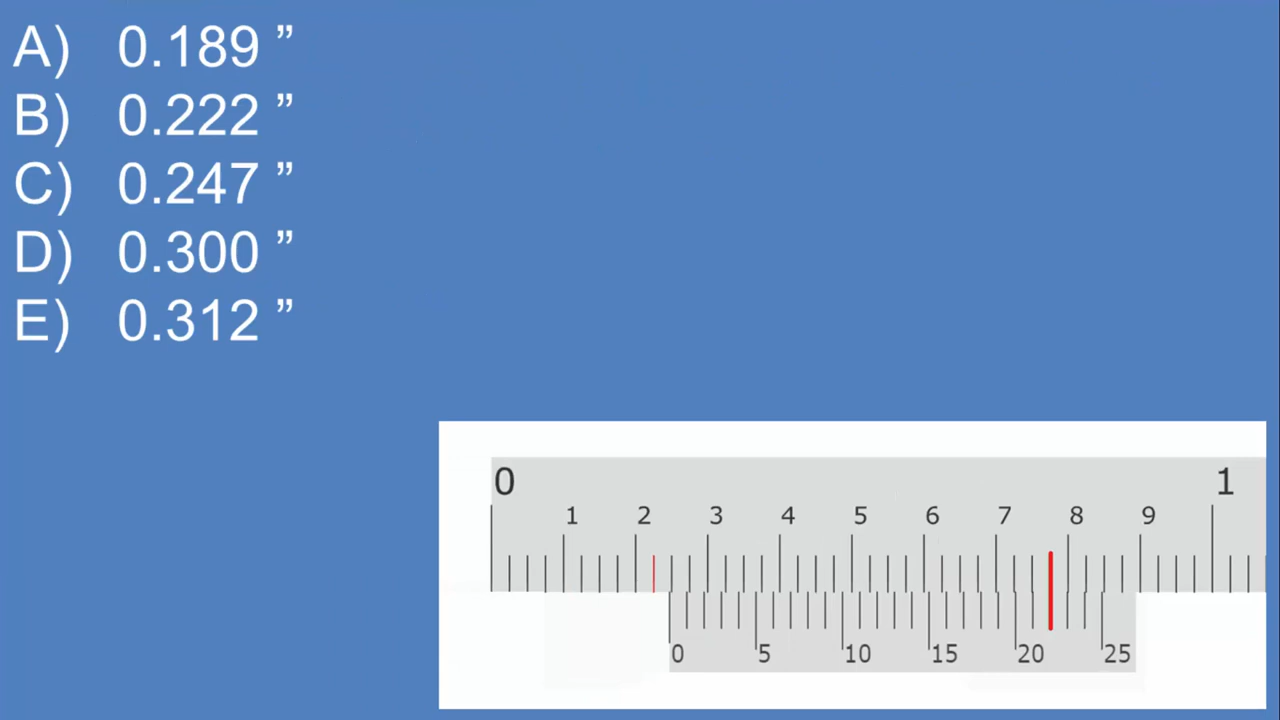 A) 0.189 ”
B) 0.222 ”
C) 0.247 ”
D) 0.300 ”
E) 0.312 ”
0 1
1 2 3 4 5 6 7 8 9
0 5 10 15 20 25